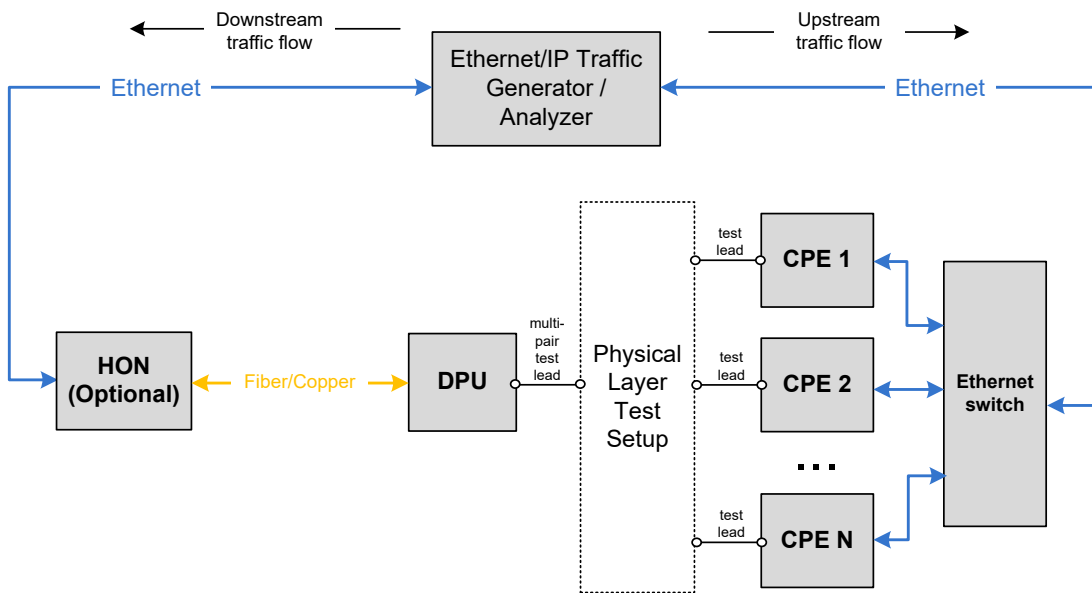 Downstream
traffic flow
Upstream
traffic flow
Ethernet/IP Traffic
Generator /
Analyzer
Ethernet
Ethernet
test
lead
CPE 1
multi-
pair
test
lead
HON
(Optional)
Fiber/Copper
DPU
Physical
Layer
Test
Setup
test
lead
CPE 2
Ethernet
switch
...
test
lead
CPE N